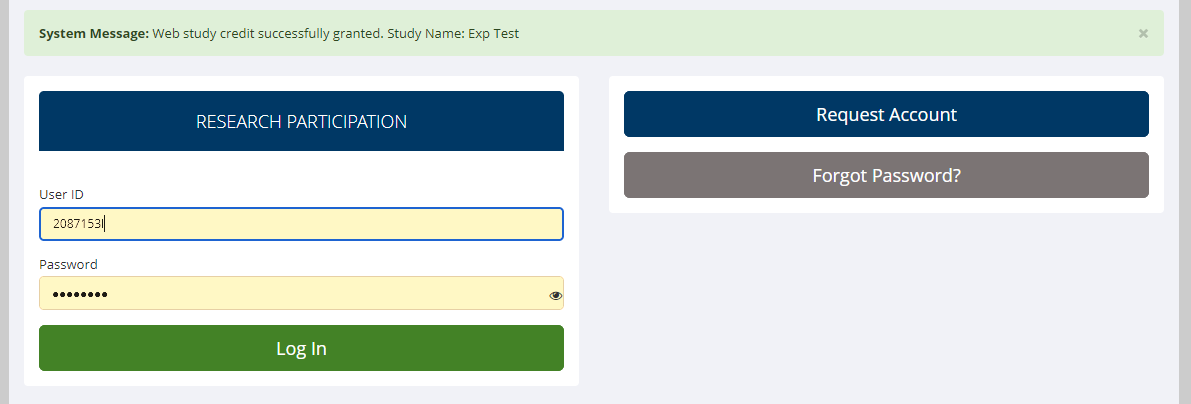 System Message: Web study credit successfully granted. Study Name: Exp Test
×
RESEARCH PARTICIPATION
User ID
2087153l
Password
••••••••
Log In
Request Account
Forgot Password?